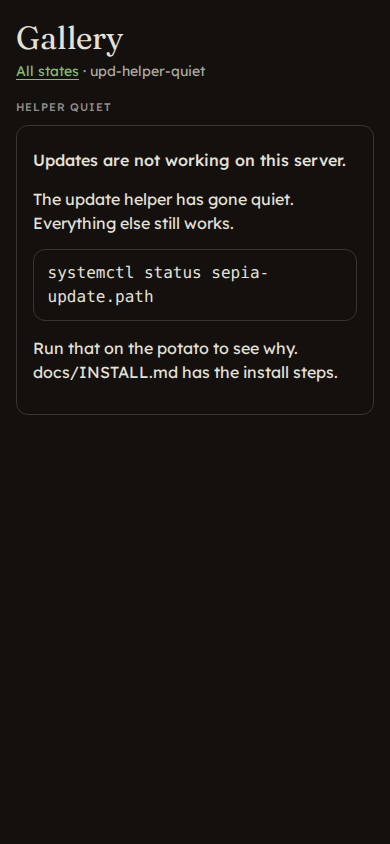 Gallery
All states · upd-helper-quiet
HELPER QUIET
Updates are not working on this server.
The update helper has gone quiet.
Everything else still works.
systemctl status sepia-
update.path
Run that on the potato to see why.
docs/INSTALL.md has the install steps.